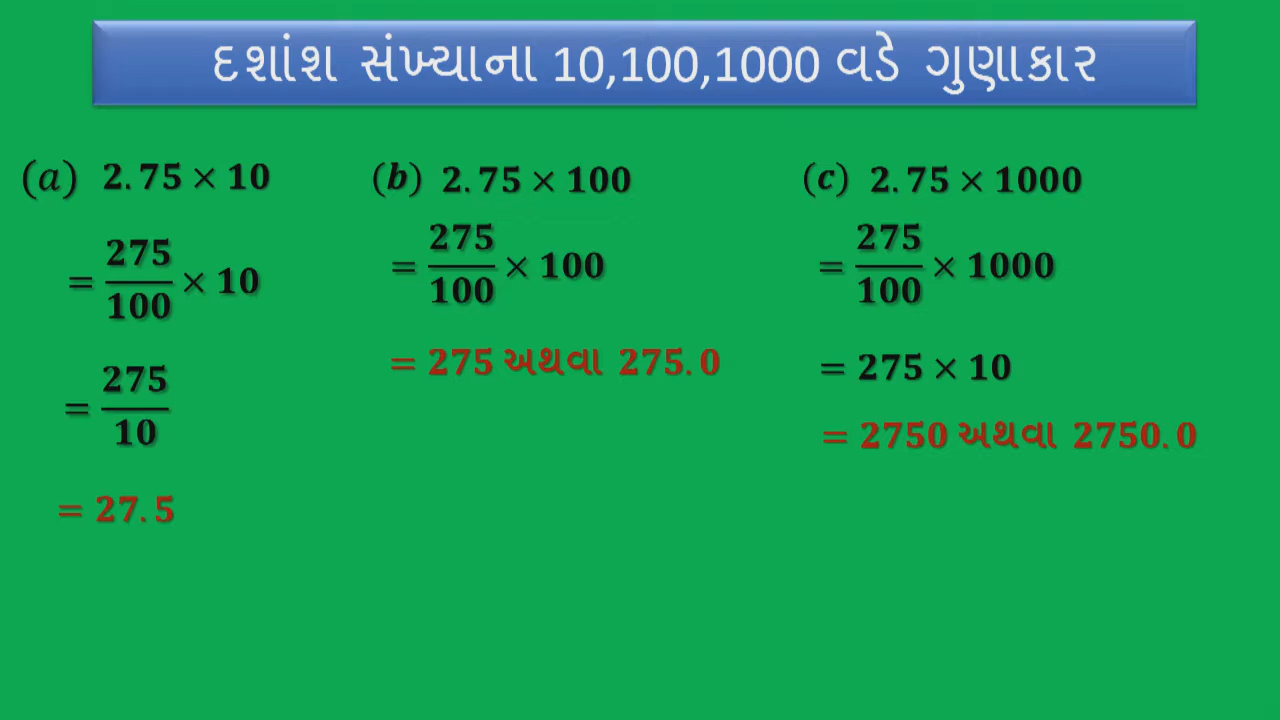 દશાંશ સંખ્યાના 10,100,1000 વડે ગુણાકાર
(a) 2.75 × 10
= 275/100 × 10
= 275/10
= 27.5
(b) 2.75 × 100
= 275/100 × 100
= 275 અથવા 275.0
(c) 2.75 × 1000
= 275/100 × 1000
= 275 × 10
= 2750 અથવા 2750.0